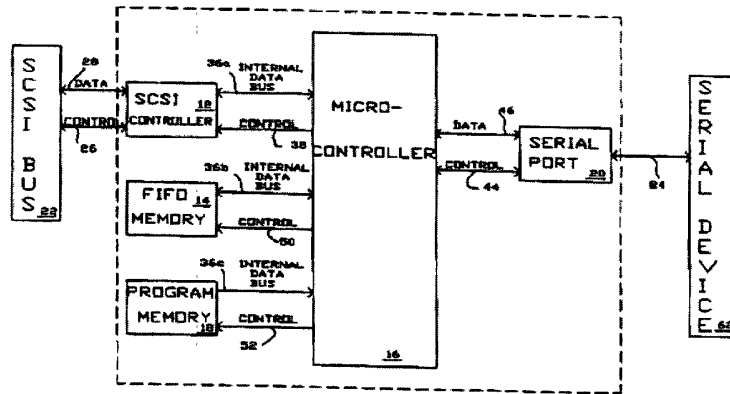 SCSI BUS 22
28
DATA
CONTROL
26
SCSI 12
CONTROLLER
36a INTERNAL
DATA
BUS
CONTROL
38
FIFO 14
MEMORY
36b INTERNAL
DATA
BUS
CONTROL
50
PROGRAM
MEMORY
18
36c INTERNAL
DATA
BUS
CONTROL
52
MICRO-
CONTROLLER
16
46
DATA
CONTROL
44
SERIAL
PORT 20
24
SERIAL DEVICE